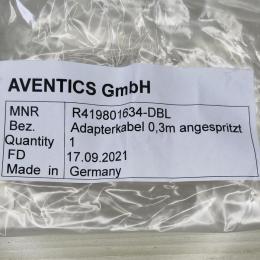 AVENTICS GmbH
MNR R419801634-DBL
Bez. Adapterkabel 0,3m angespritzt
Quantity 1
FD 17.09.2021
Made in Germany